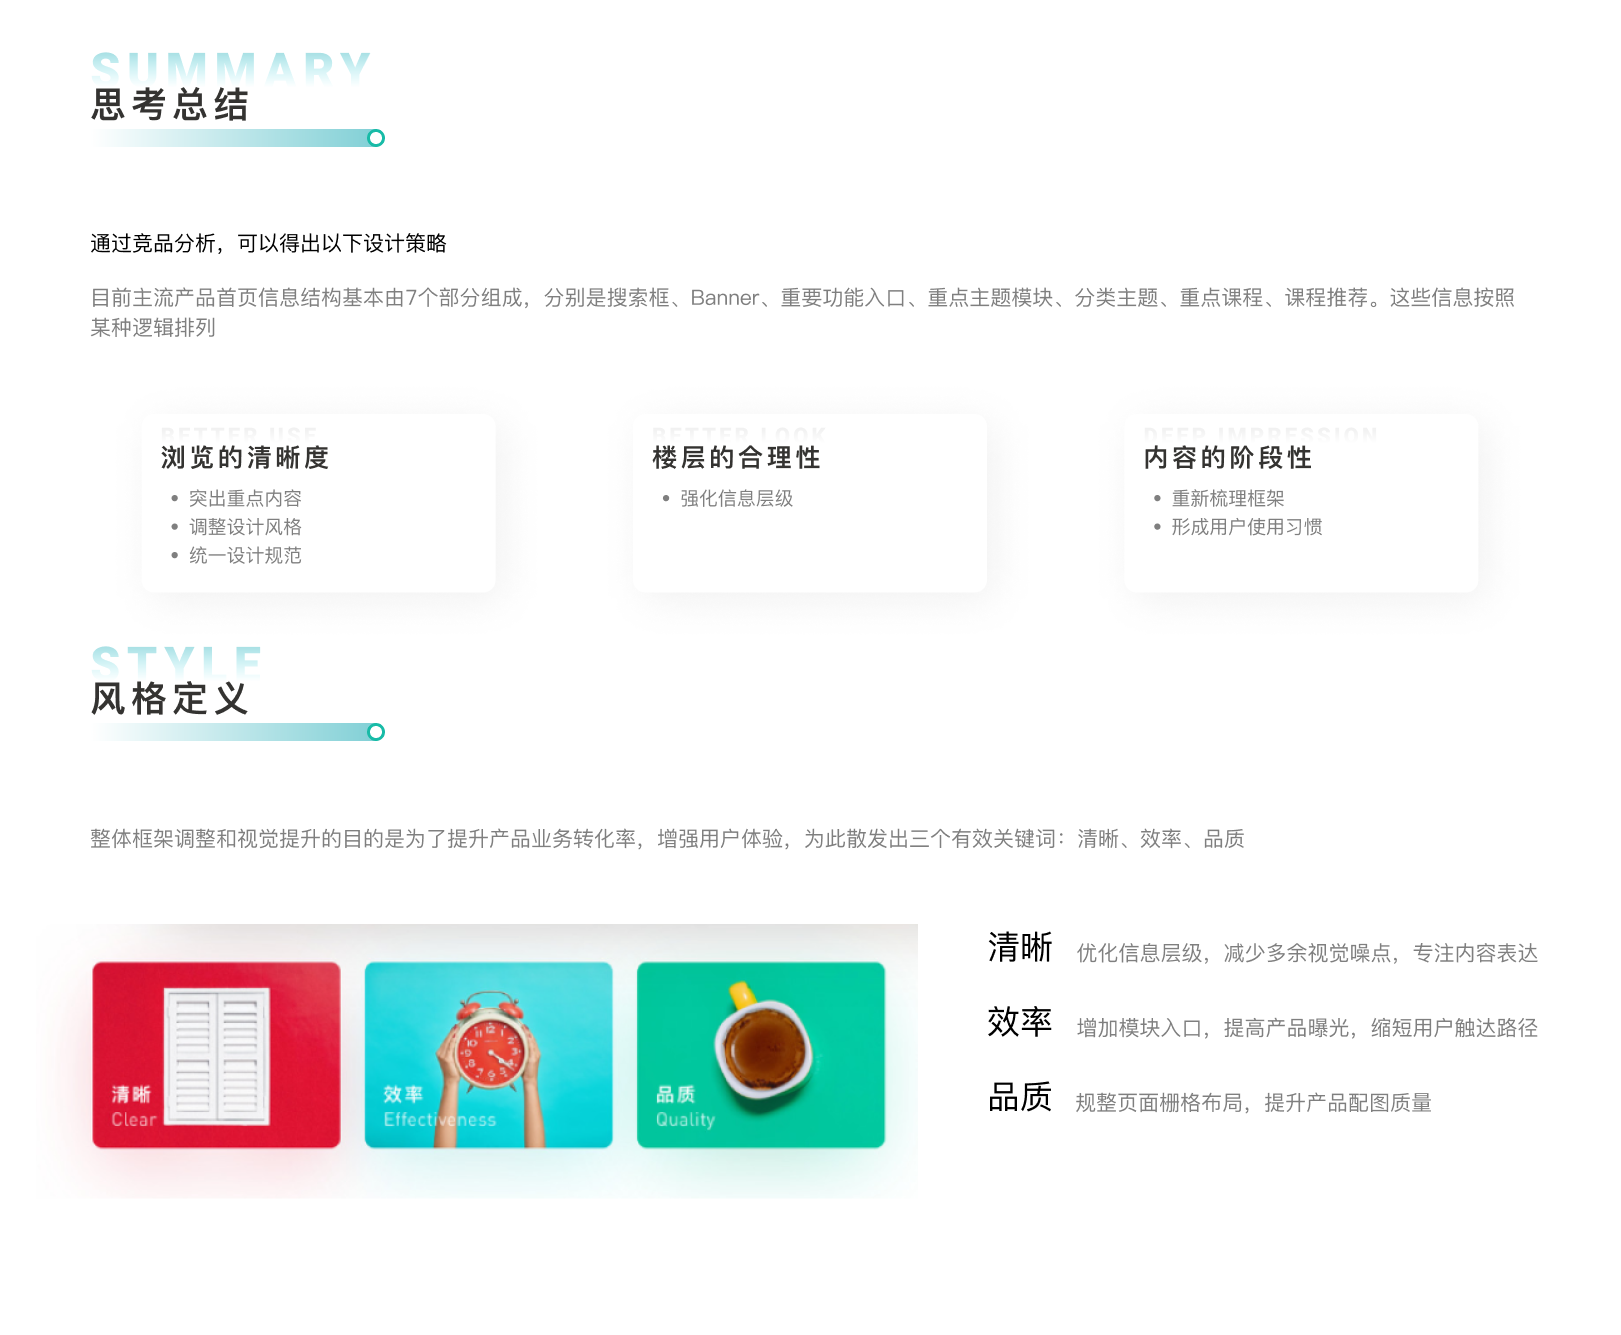 SUMMARY
思考总结
通过竞品分析，可以得出以下设计策略
目前主流产品首页信息结构基本由7个部分组成，分别是搜索框、Banner、重要功能入口、重点主题模块、分类主题、重点课程、课程推荐。这些信息按照
某种逻辑排列
BETTER USE
浏览的清晰度
• 突出重点内容
• 调整设计风格
• 统一设计规范
BETTER LOOK
楼层的合理性
• 强化信息层级
DEEP IMPRESSION
内容的阶段性
• 重新梳理框架
• 形成用户使用习惯
STYLE
风格定义
整体框架调整和视觉提升的目的是为了提升产品业务转化率，增强用户体验，为此散发出三个有效关键词：清晰、效率、品质
清晰
Clear
效率
Effectiveness
品质
Quality
清晰 优化信息层级，减少多余视觉噪点，专注内容表达
效率 增加模块入口，提高产品曝光，缩短用户触达路径
品质 规整页面栅格布局，提升产品配图质量